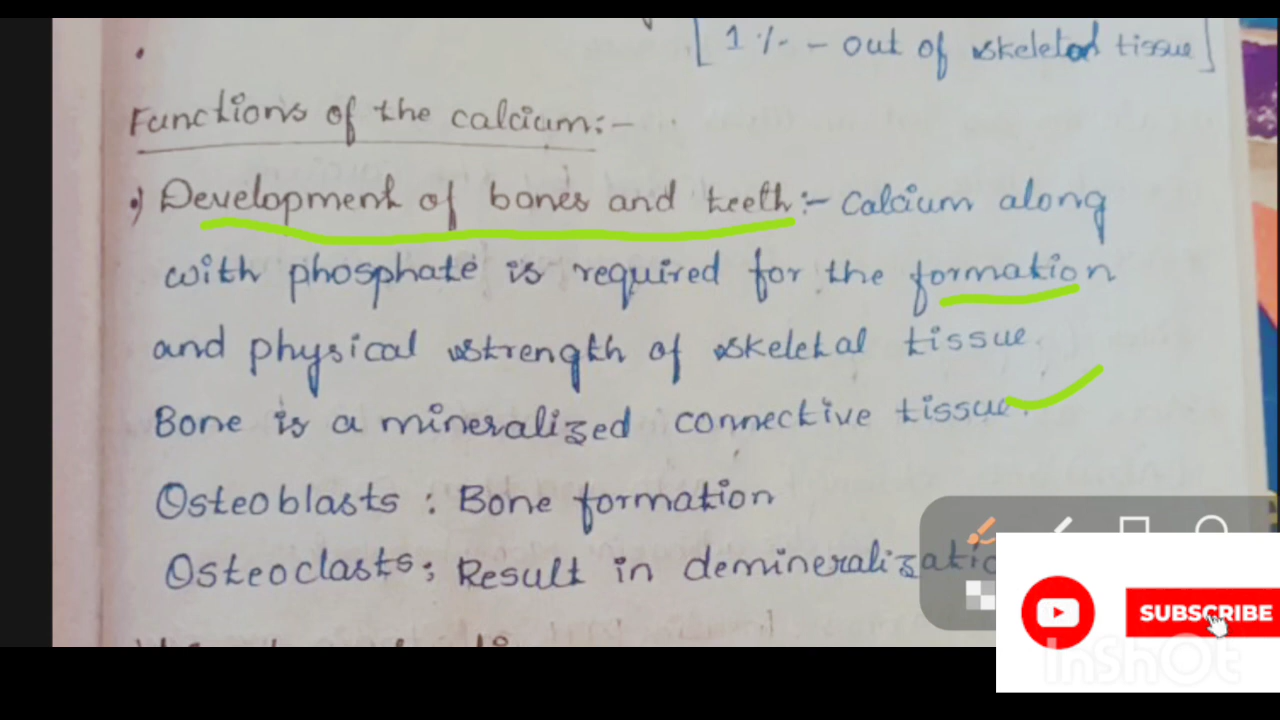 [1% - out of skeletal tissue]
Functions of the calcium:-
•) Development of bones and teeth:- Calcium along
with phosphate is required for the formation
and physical strength of skeletal tissue.
Bone is a mineralized connective tissue.
Osteoblasts : Bone formation
Osteoclasts: Result in
SUBSCRIBE
InShOt